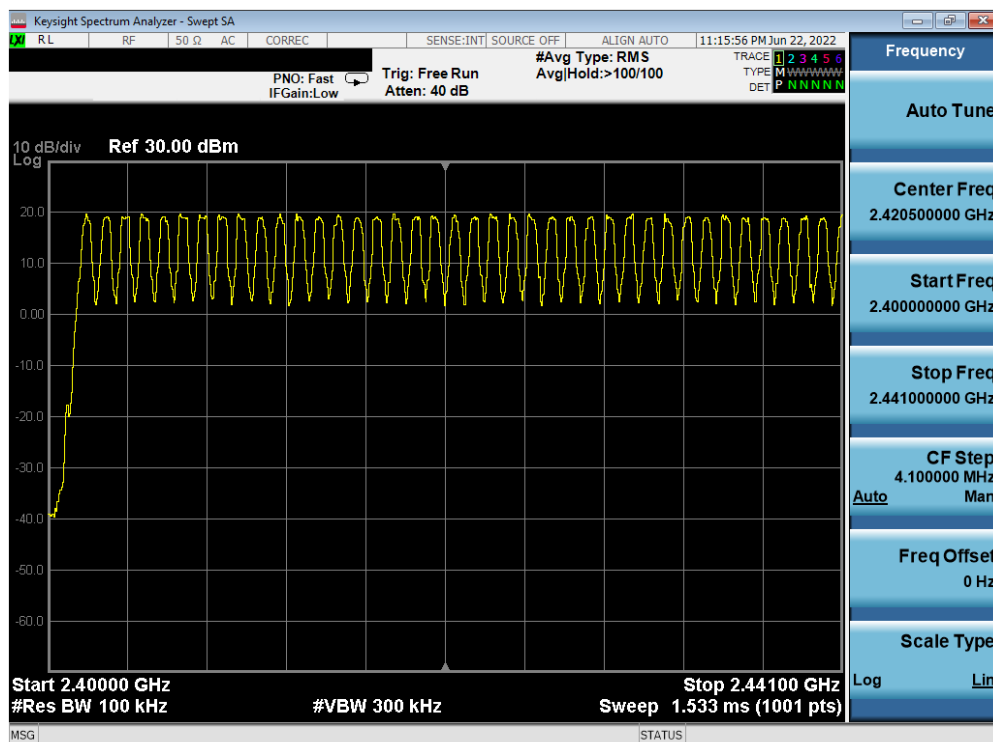 Keysight Spectrum Analyzer - Swept SA
LXI RL RF 50 Ω AC CORREC SENSE:INT SOURCE OFF ALIGN AUTO 11:15:56 PM Jun 22, 2022
PNO: Fast
IFGain:Low
Trig: Free Run
Atten: 40 dB
#Avg Type: RMS
Avg|Hold:>100/100
TRACE 1 2 3 4 5 6
TYPE M WWWWW
DET P N N N N N
10 dB/div
Log
Ref 30.00 dBm
20.0
10.0
0.00
-10.0
-20.0
-30.0
-40.0
-50.0
-60.0
Start 2.40000 GHz
Stop 2.44100 GHz
#Res BW 100 kHz
#VBW 300 kHz
Sweep 1.533 ms (1001 pts)
MSG
STATUS
Frequency
Auto Tune
Center Freq
2.420500000 GHz
Start Freq
2.400000000 GHz
Stop Freq
2.441000000 GHz
CF Step
4.100000 MHz
Auto Man
Freq Offset
0 Hz
Scale Type
Log Lin